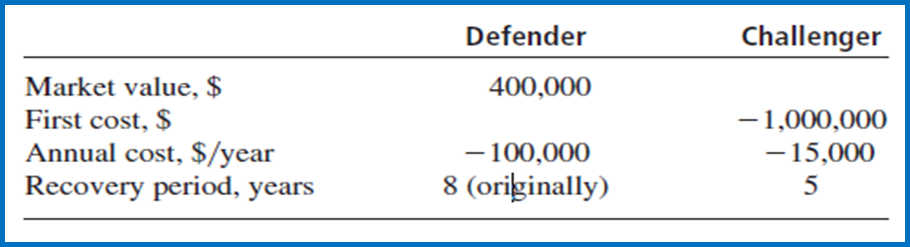 Defender Challenger
Market value, $ 400,000
First cost, $ −1,000,000
Annual cost, $/year −100,000 −15,000
Recovery period, years 8 (originally) 5